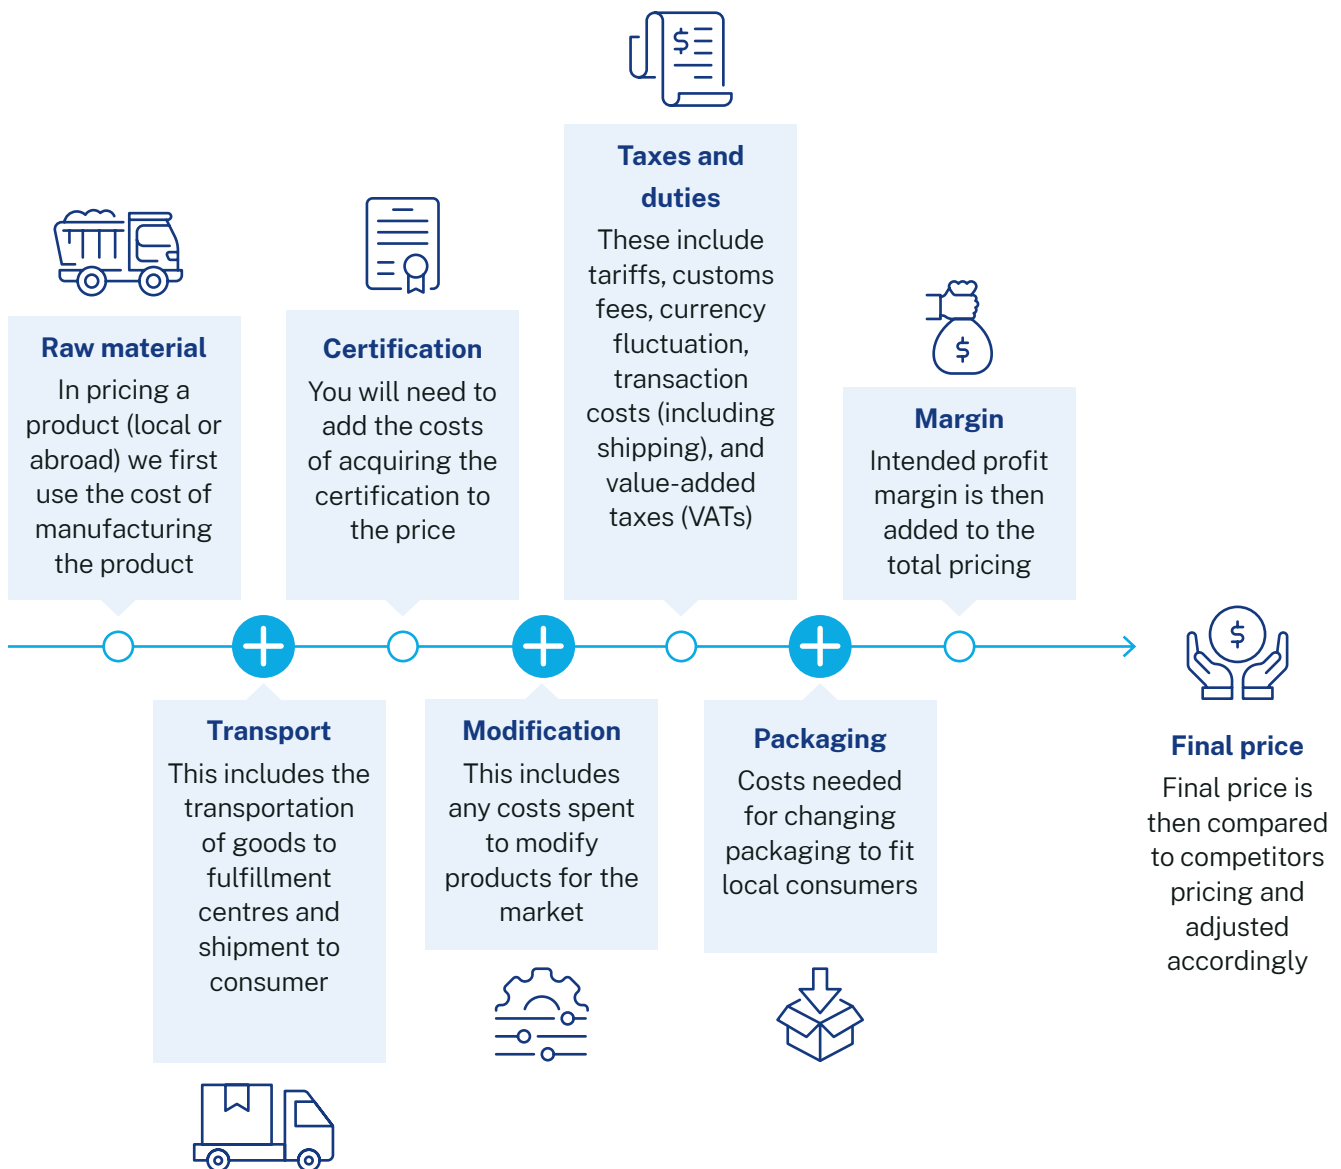 $
Taxes and
duties
These include
tariffs, customs
fees, currency
fluctuation,
transaction
costs (including
shipping), and
value-added
taxes (VATs)
Raw material
In pricing a
product (local or
abroad) we first
use the cost of
manufacturing
the product
Certification
You will need to
add the costs
of acquiring the
certification to
the price
$
Margin
Intended profit
margin is then
added to the
total pricing
Transport
This includes the
transportation
of goods to
fulfillment
centres and
shipment to
consumer
Modification
This includes
any costs spent
to modify
products for the
market
Packaging
Costs needed
for changing
packaging to fit
local consumers
$
Final price
Final price is
then compared
to competitors
pricing and
adjusted
accordingly